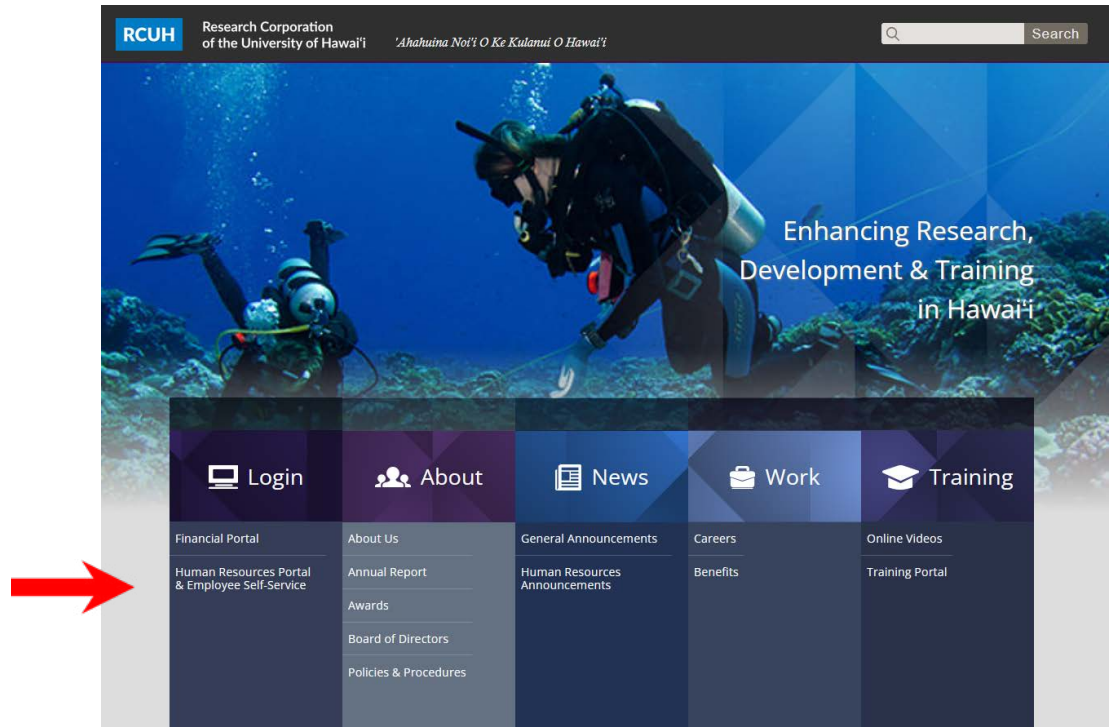 RCUH
Research Corporation
of the University of Hawaiʻi
'Ahahuina Noi'i O Ke Kulanui O Hawai'i
Search
Enhancing Research,
Development & Training
in Hawaiʻi
Login
About
News
Work
Training
Financial Portal
Human Resources Portal
& Employee Self-Service
About Us
Annual Report
Awards
Board of Directors
Policies & Procedures
General Announcements
Human Resources
Announcements
Careers
Benefits
Online Videos
Training Portal